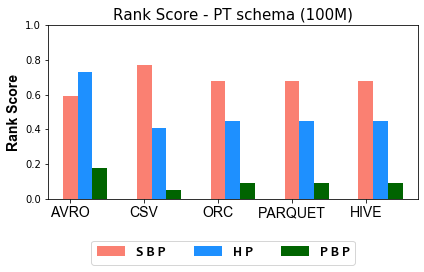 Rank Score - PT schema (100M)
1.0
0.8
0.6
0.4
0.2
0.0
Rank Score
AVRO CSV ORC PARQUET HIVE
S B P H P P B P